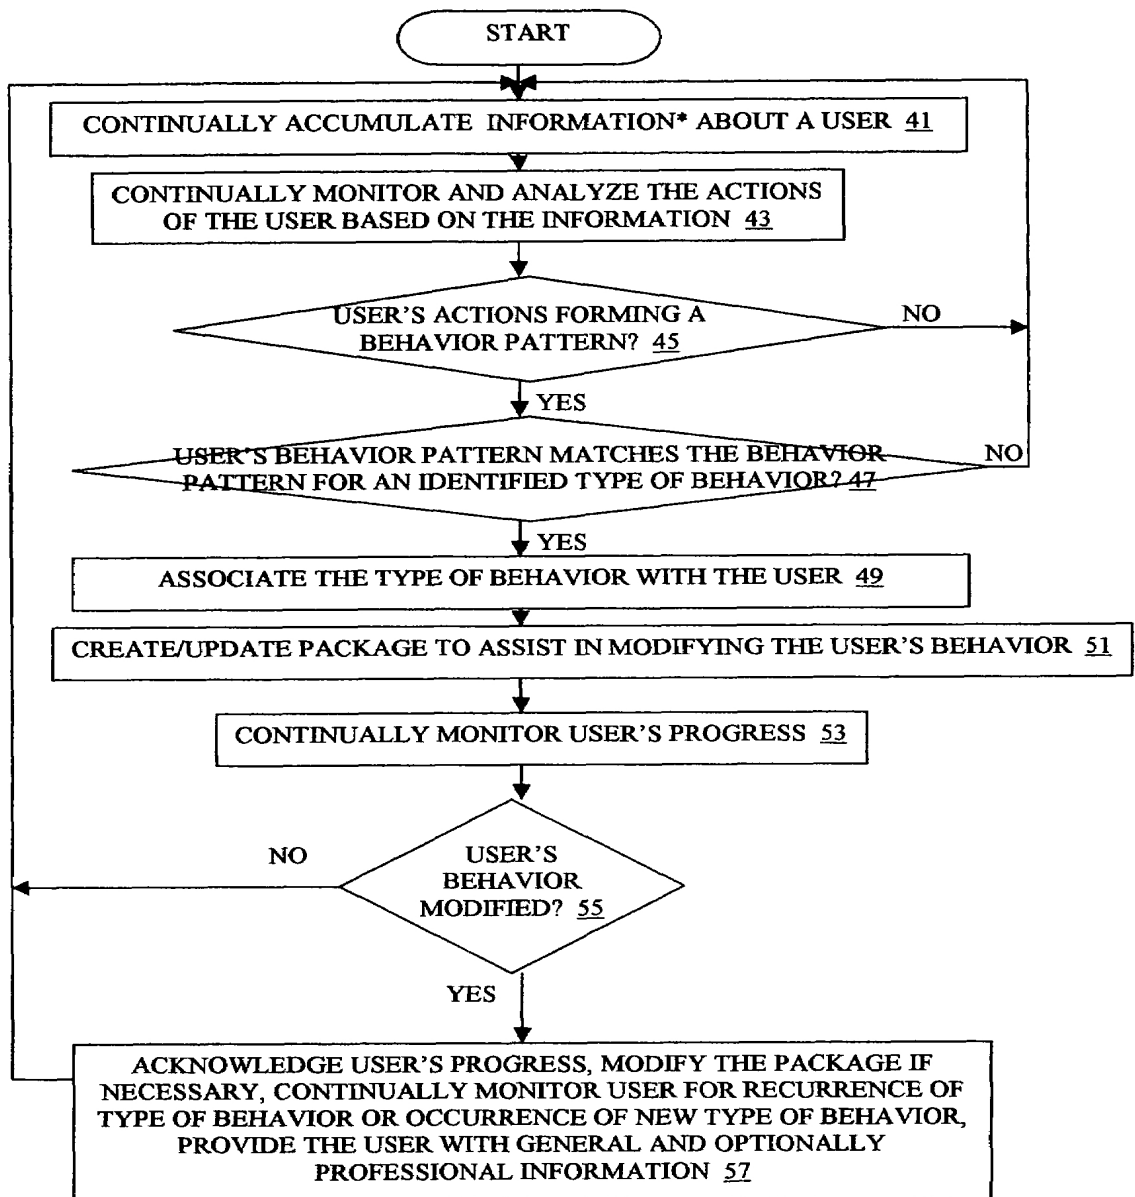 START
CONTINUALLY ACCUMULATE INFORMATION* ABOUT A USER 41
CONTINUALLY MONITOR AND ANALYZE THE ACTIONS
OF THE USER BASED ON THE INFORMATION 43
USER'S ACTIONS FORMING A
BEHAVIOR PATTERN? 45
NO
YES
USER'S BEHAVIOR PATTERN MATCHES THE BEHAVIOR
PATTERN FOR AN IDENTIFIED TYPE OF BEHAVIOR? 47
NO
YES
ASSOCIATE THE TYPE OF BEHAVIOR WITH THE USER 49
CREATE/UPDATE PACKAGE TO ASSIST IN MODIFYING THE USER'S BEHAVIOR 51
CONTINUALLY MONITOR USER'S PROGRESS 53
NO
USER'S
BEHAVIOR
MODIFIED? 55
YES
ACKNOWLEDGE USER'S PROGRESS, MODIFY THE PACKAGE IF
NECESSARY, CONTINUALLY MONITOR USER FOR RECURRENCE OF
TYPE OF BEHAVIOR OR OCCURRENCE OF NEW TYPE OF BEHAVIOR,
PROVIDE THE USER WITH GENERAL AND OPTIONALLY
PROFESSIONAL INFORMATION 57